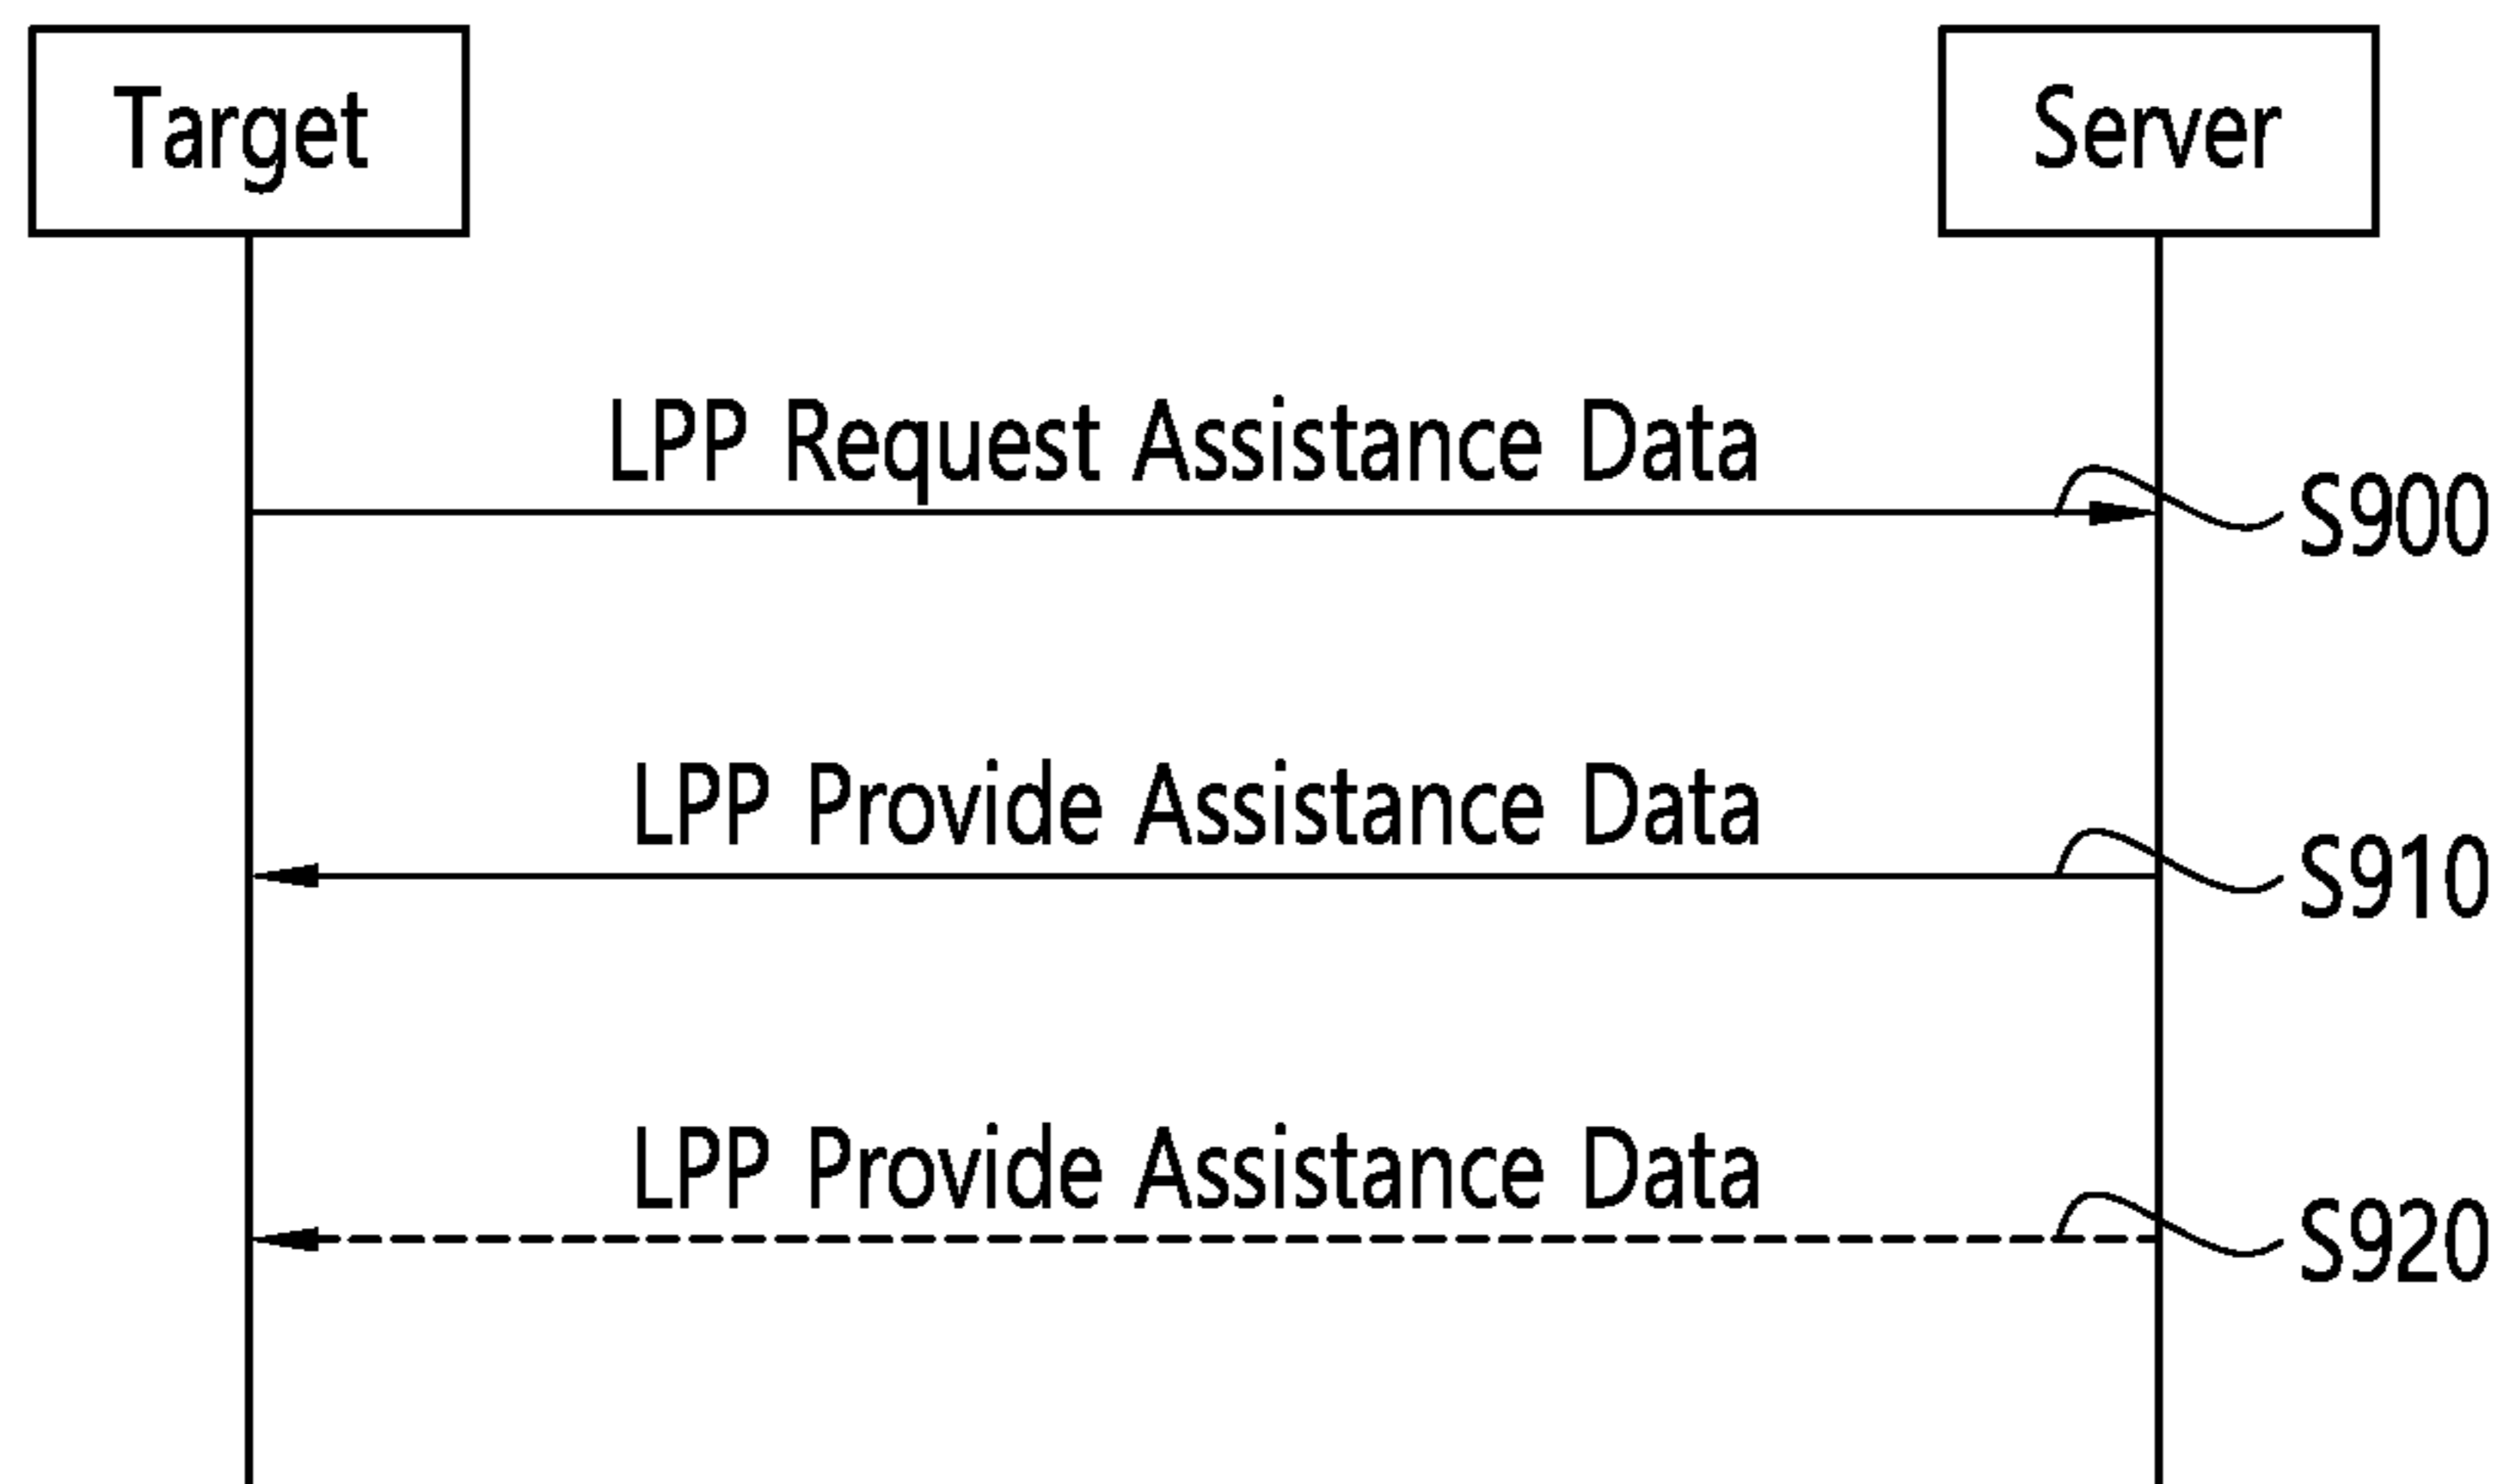 Target
Server
LPP Request Assistance Data
S900
LPP Provide Assistance Data
S910
LPP Provide Assistance Data
S920